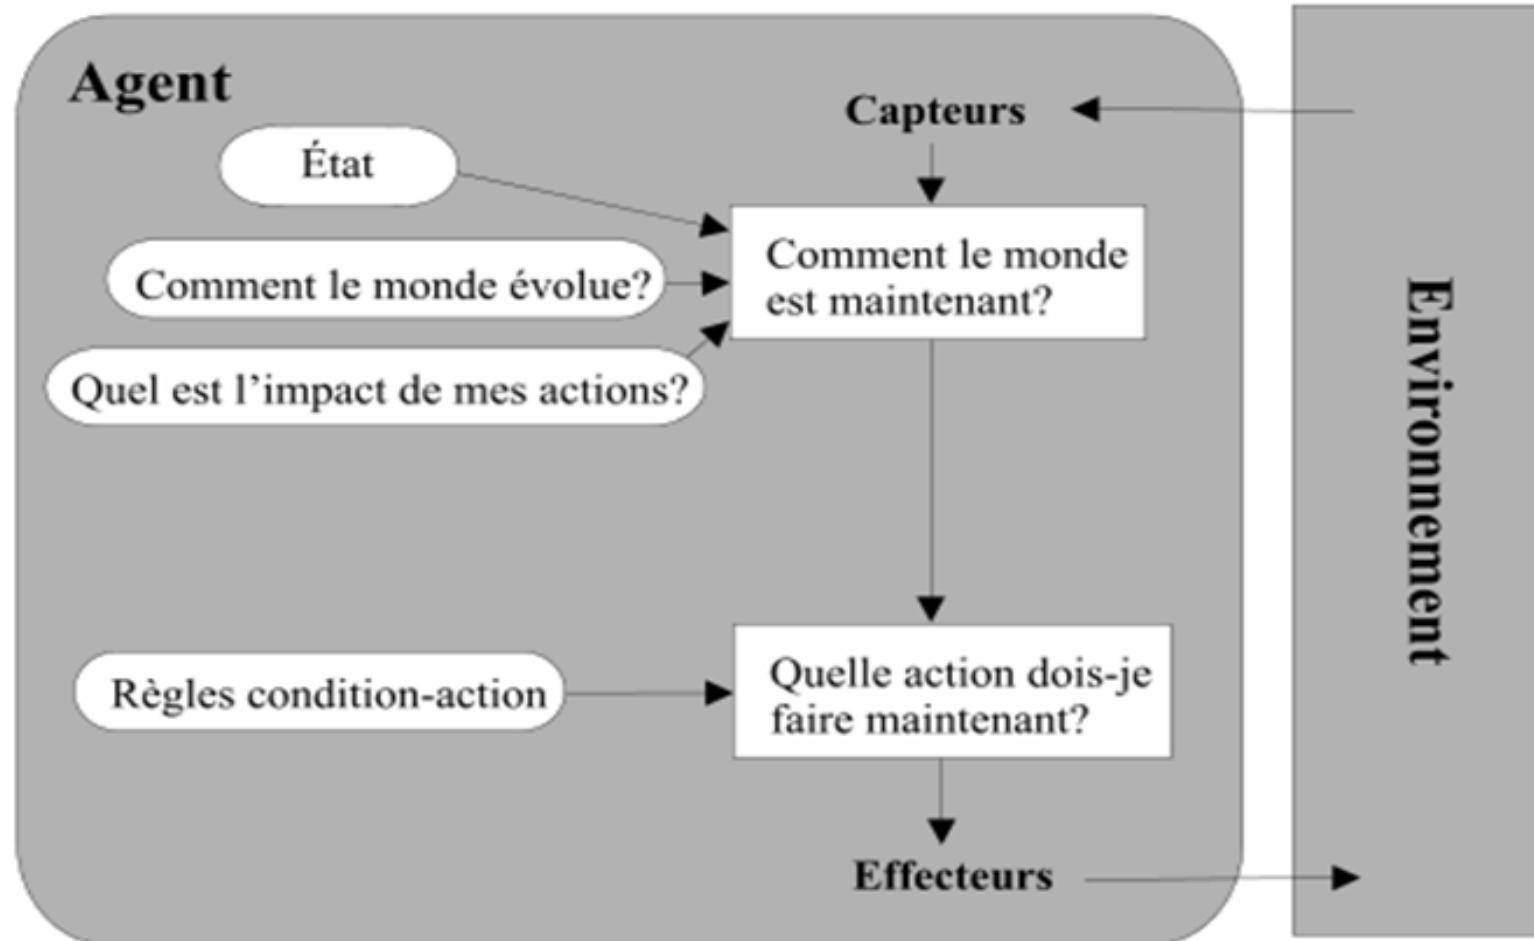 Agent
Capteurs
État
Comment le monde
est maintenant?
Comment le monde évolue?
Quel est l’impact de mes actions?
Environnement
Quelle action dois-je
faire maintenant?
Règles condition-action
Effecteurs